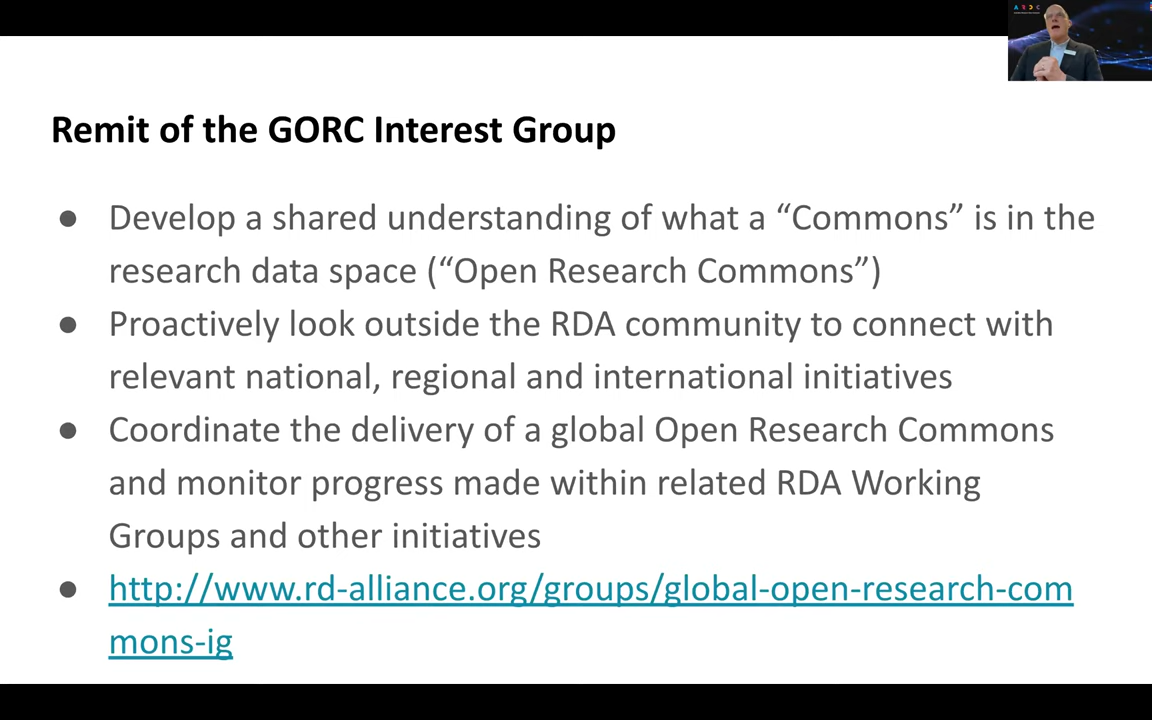 A R D C
Remit of the GORC Interest Group
● Develop a shared understanding of what a “Commons” is in the
research data space (“Open Research Commons”)
● Proactively look outside the RDA community to connect with
relevant national, regional and international initiatives
● Coordinate the delivery of a global Open Research Commons
and monitor progress made within related RDA Working
Groups and other initiatives
● http://www.rd-alliance.org/groups/global-open-research-com
mons-ig